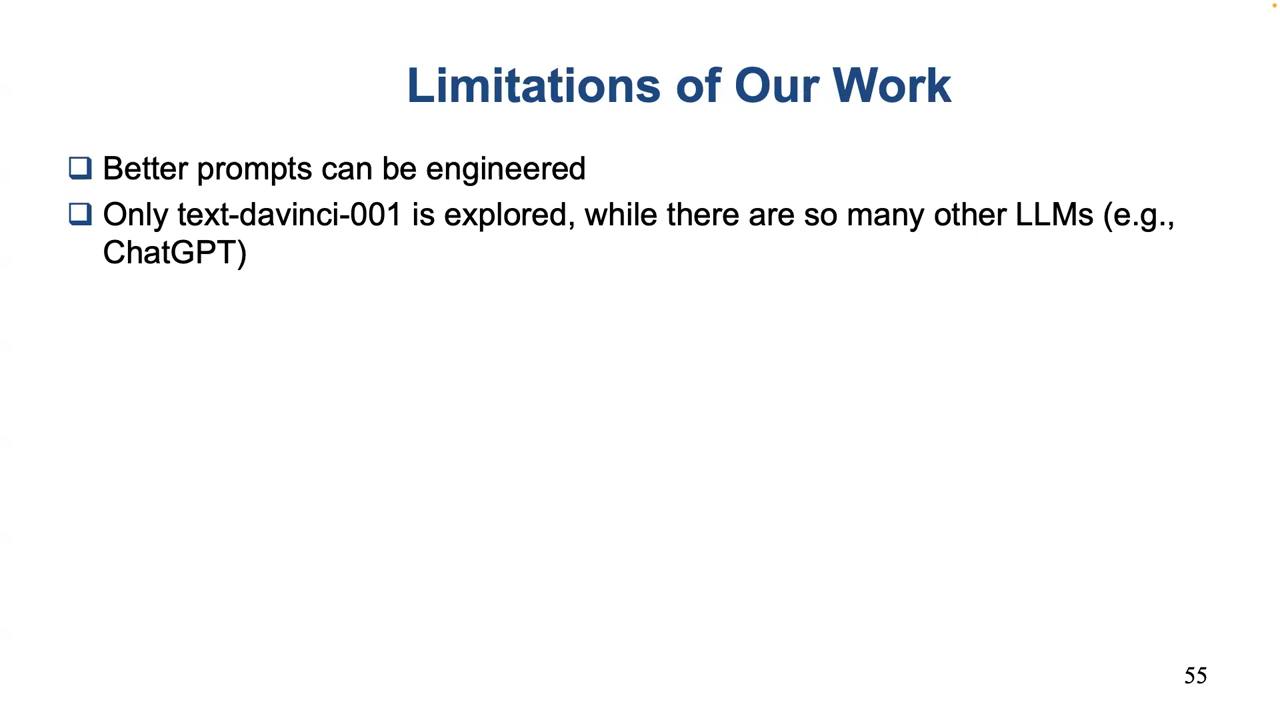 Limitations of Our Work
❑ Better prompts can be engineered
❑ Only text-davinci-001 is explored, while there are so many other LLMs (e.g.,
ChatGPT)
55